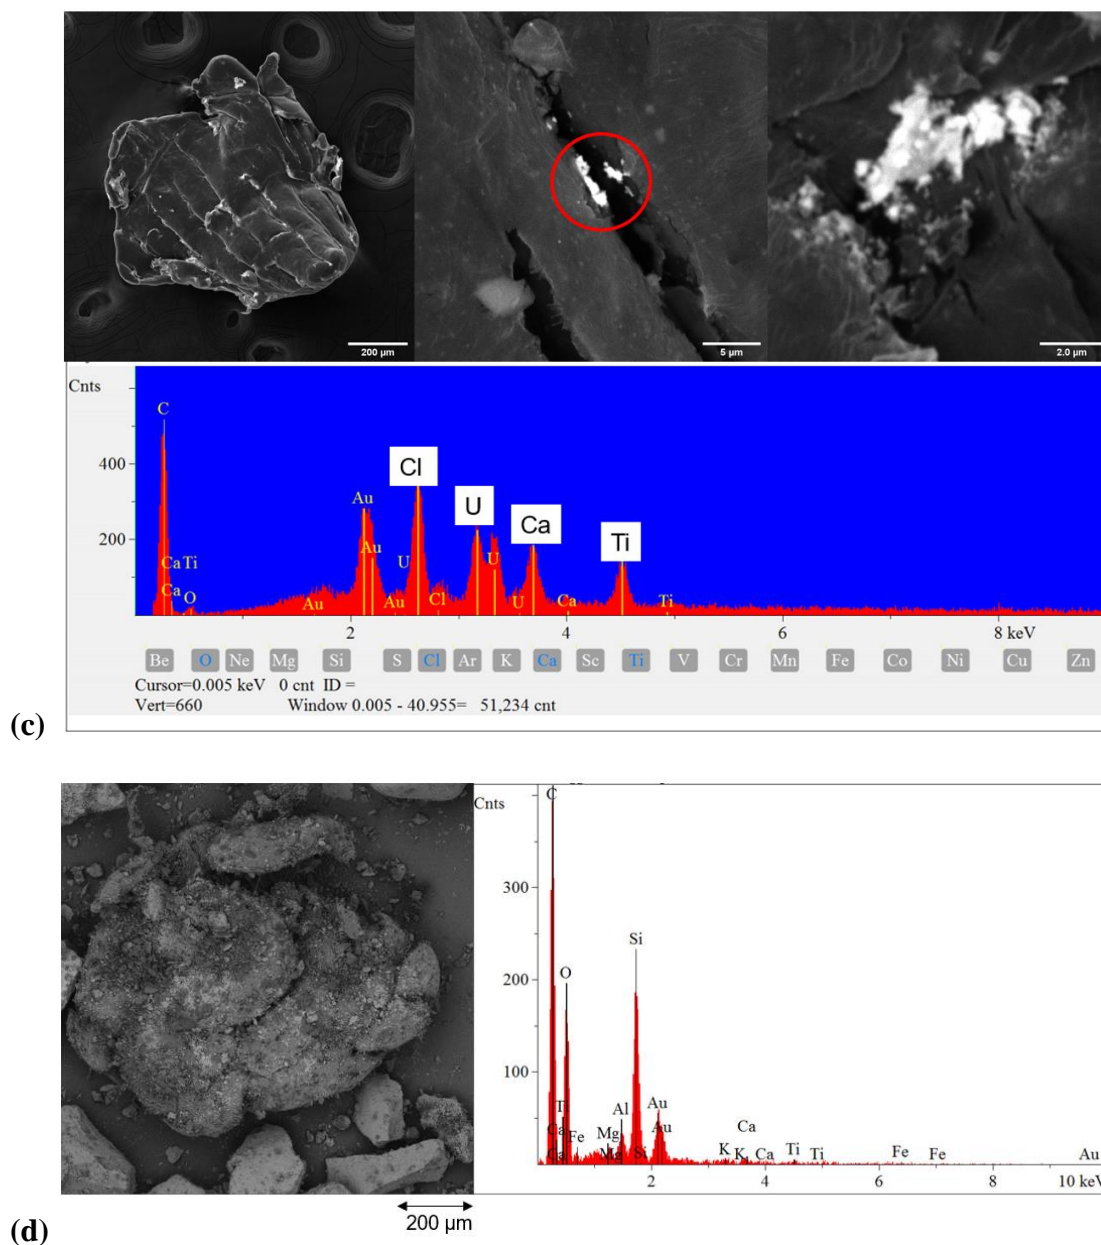 200 µm
5 µm
2.0 µm
Cnts
C
400
200
Ca Ti
Ca
O
Au
Au
Au
Au
U
Cl
Cl
U
U
U
Ca
Ca
Ti
Ti
2
4
6
8 keV
Be O Ne Mg Si S Cl Ar K Ca Sc Ti V Cr Mn Fe Co Ni Cu Zn
Cursor=0.005 keV 0 cnt ID =
Vert=660 Window 0.005 - 40.955= 51,234 cnt
(c)
Cnts
C
300
200
100
O
Ti
Ca
Ca
Fe
Mg
Mg
Al
Si
Si
Au
Au
K
K
Ca
Ca
Ti
Ti
Fe
Fe
Au
2
4
6
8
10 keV
200 µm
(d)